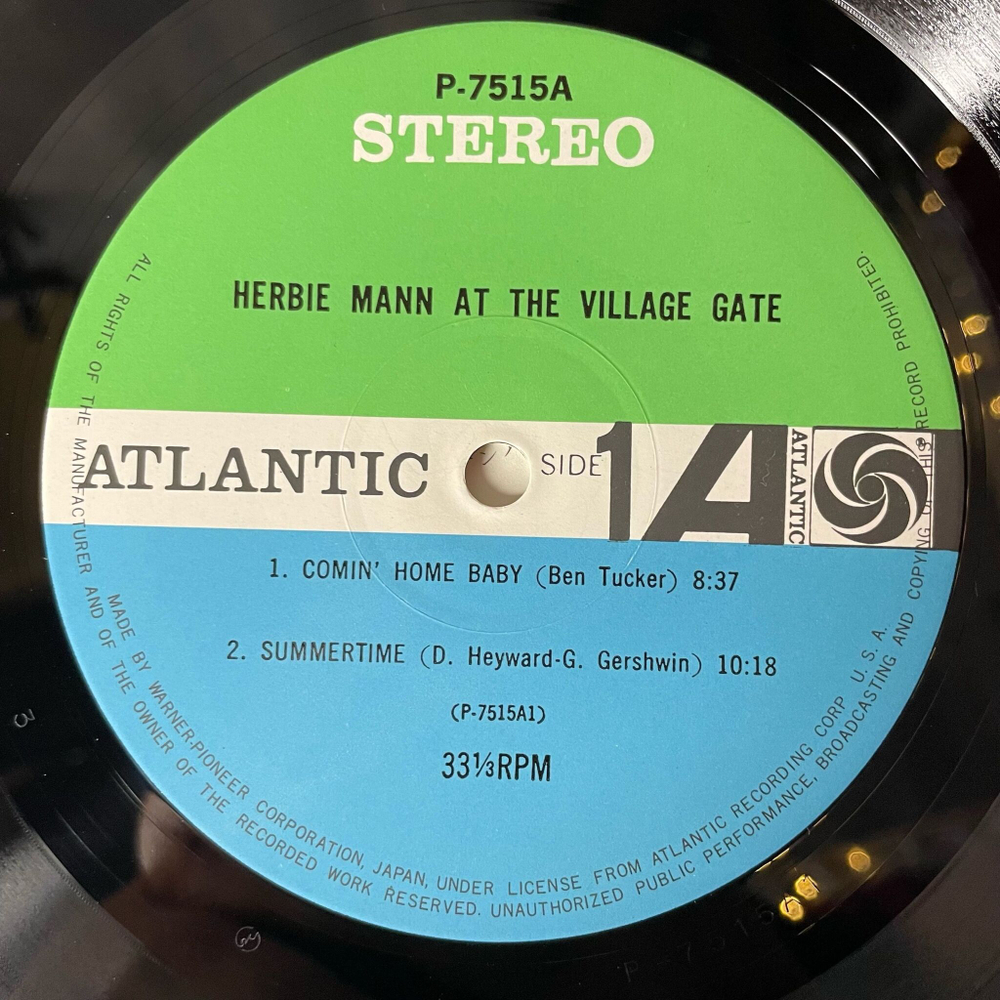 P-7515A
STEREO
HERBIE MANN AT THE VILLAGE GATE
ATLANTIC
SIDE 1
ATLANTIC
1. COMIN' HOME BABY (Ben Tucker) 8:37
2. SUMMERTIME (D. Heyward-G. Gershwin) 10:18
(P-7515A1)
33⅓RPM
MADE BY WARNER-PIONEER CORPORATION, JAPAN, UNDER LICENSE FROM ATLANTIC RECORDING CORP U. S. A.
ALL RIGHTS OF THE MANUFACTURER AND OF THE OWNER OF THE RECORDED WORK RESERVED. UNAUTHORIZED PUBLIC PERFORMANCE, BROADCASTING AND COPYING OF THIS RECORD PROHIBITED.
3